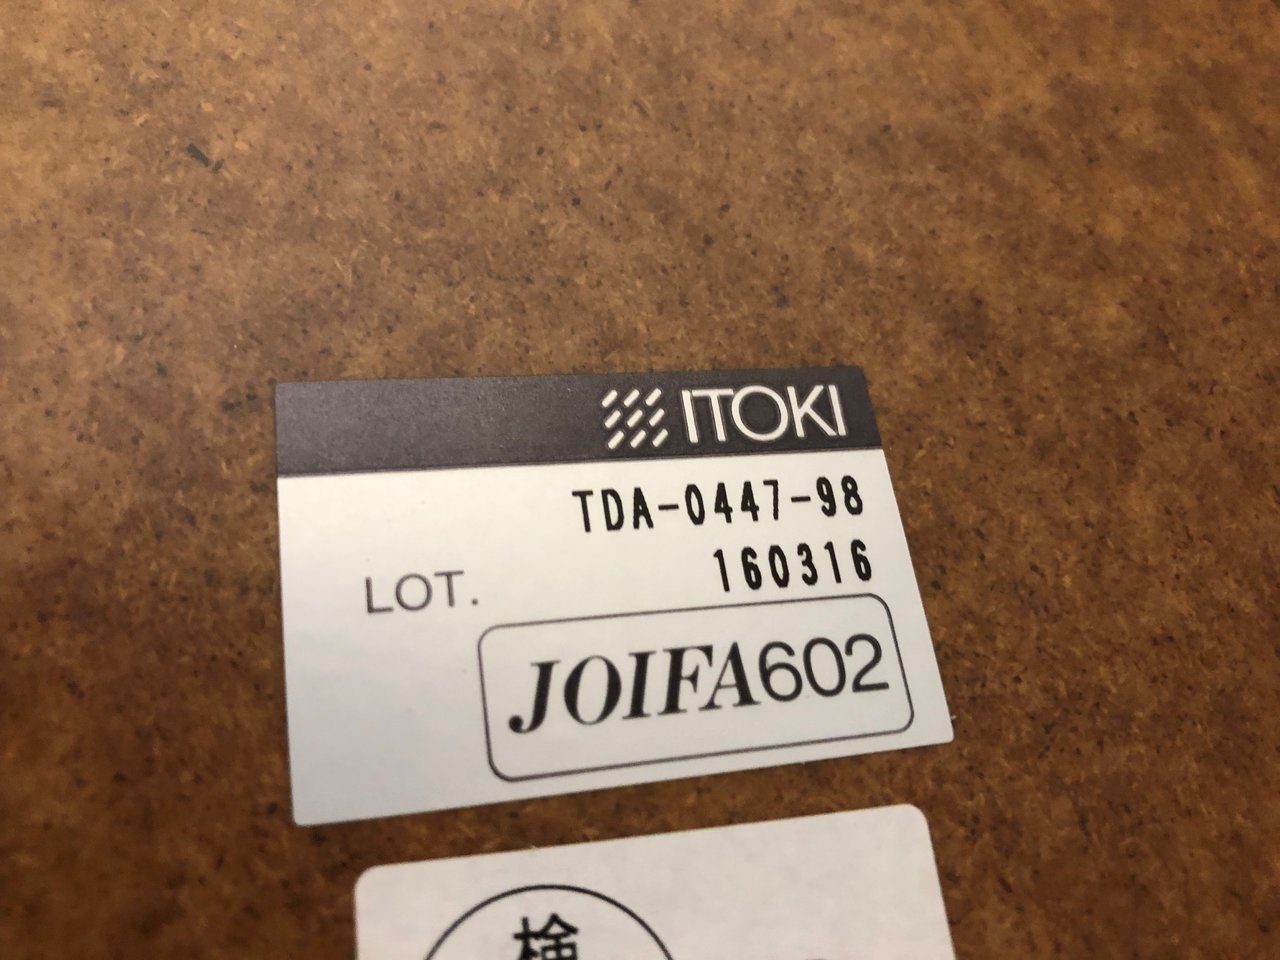 ITOKI
TDA-0447-98
LOT. 160316
JOIFA602
検